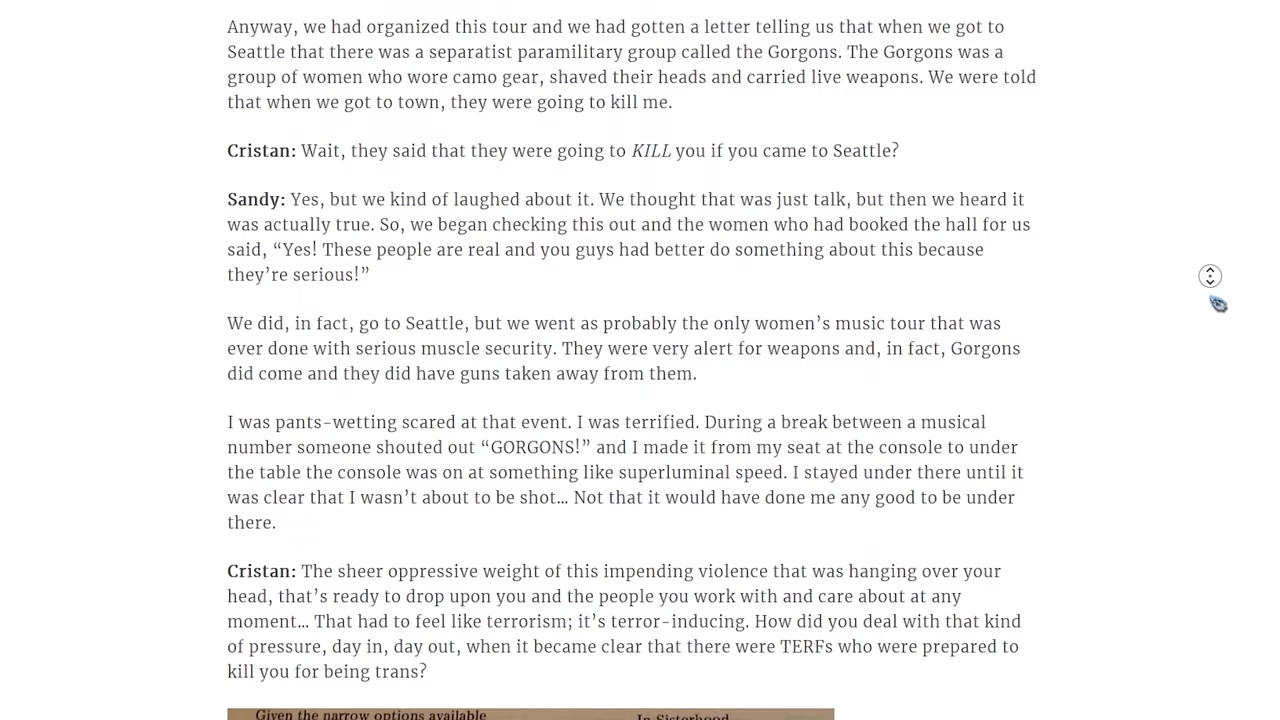 Anyway, we had organized this tour and we had gotten a letter telling us that when we got to
Seattle that there was a separatist paramilitary group called the Gorgons. The Gorgons was a
group of women who wore camo gear, shaved their heads and carried live weapons. We were told
that when we got to town, they were going to kill me.
Cristan: Wait, they said that they were going to KILL you if you came to Seattle?
Sandy: Yes, but we kind of laughed about it. We thought that was just talk, but then we heard it
was actually true. So, we began checking this out and the women who had booked the hall for us
said, “Yes! These people are real and you guys had better do something about this because
they’re serious!”
We did, in fact, go to Seattle, but we went as probably the only women’s music tour that was
ever done with serious muscle security. They were very alert for weapons and, in fact, Gorgons
did come and they did have guns taken away from them.
I was pants-wetting scared at that event. I was terrified. During a break between a musical
number someone shouted out “GORGONS!” and I made it from my seat at the console to under
the table the console was on at something like superluminal speed. I stayed under there until it
was clear that I wasn’t about to be shot… Not that it would have done me any good to be under
there.
Cristan: The sheer oppressive weight of this impending violence that was hanging over your
head, that’s ready to drop upon you and the people you work with and care about at any
moment… That had to feel like terrorism; it’s terror-inducing. How did you deal with that kind
of pressure, day in, day out, when it became clear that there were TERFs who were prepared to
kill you for being trans?
Given the narrow options available In Sisterhood